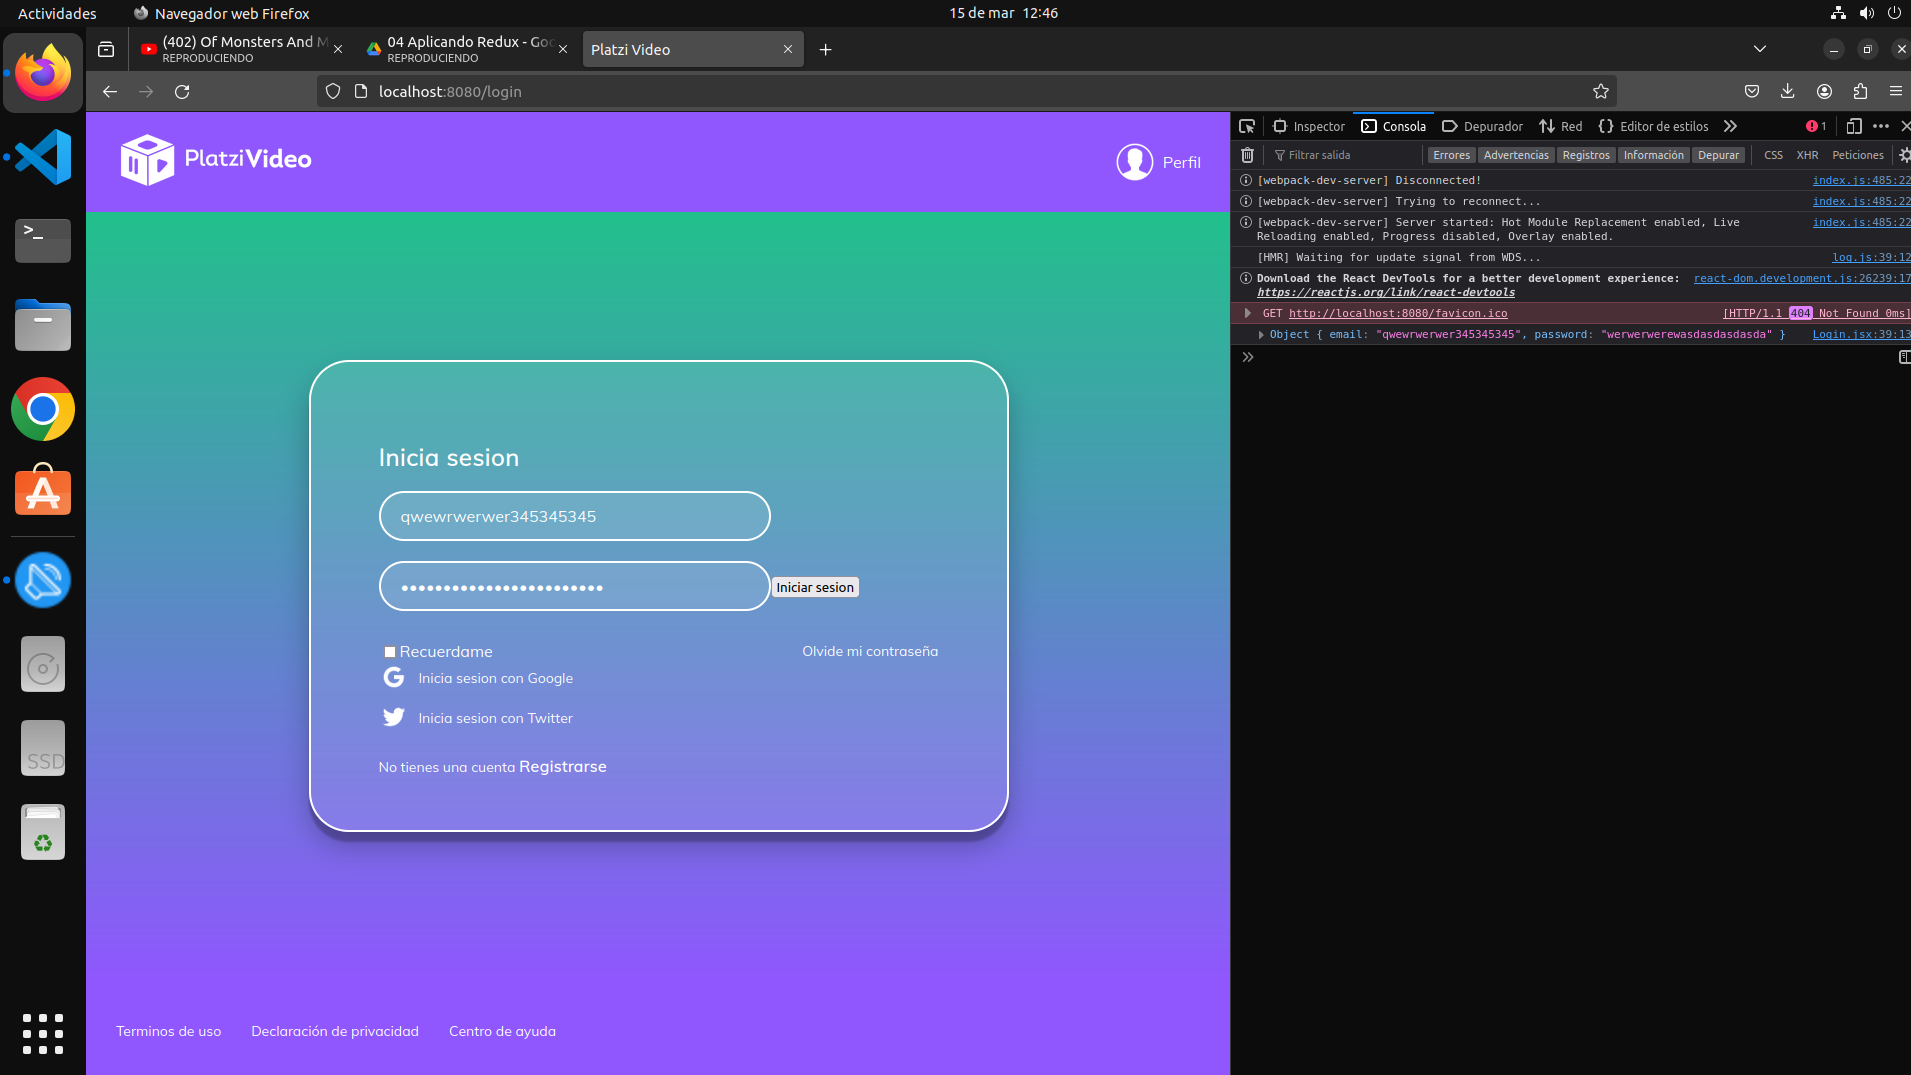 Actividades
Navegador web Firefox
15 de mar 12:46
(402) Of Monsters And M
REPRODUCIENDO
04 Aplicando Redux - Goo
REPRODUCIENDO
Platzi Video
localhost:8080/login
PlatziVideo
Perfil
Inicia sesion
qwewrwerwer345345345
Iniciar sesion
Recuerdame
Olvide mi contraseña
Inicia sesion con Google
Inicia sesion con Twitter
No tienes una cuenta Registrarse
Terminos de uso
Declaración de privacidad
Centro de ayuda
SSD
Inspector
Consola
Depurador
Red
Editor de estilos
1
Filtrar salida
Errores
Advertencias
Registros
Información
Depurar
CSS
XHR
Peticiones
[webpack-dev-server] Disconnected! index.js:485:22
[webpack-dev-server] Trying to reconnect... index.js:485:22
[webpack-dev-server] Server started: Hot Module Replacement enabled, Live index.js:485:22
Reloading enabled, Progress disabled, Overlay enabled.
[HMR] Waiting for update signal from WDS... log.js:39:12
Download the React DevTools for a better development experience: react-dom.development.js:26239:17
https://reactjs.org/link/react-devtools
GET http://localhost:8080/favicon.ico [HTTP/1.1 404 Not Found 0ms]
Object { email: "qwewrwerwer345345345", password: "werwerwerewasdasdasdasda" } Login.jsx:39:13